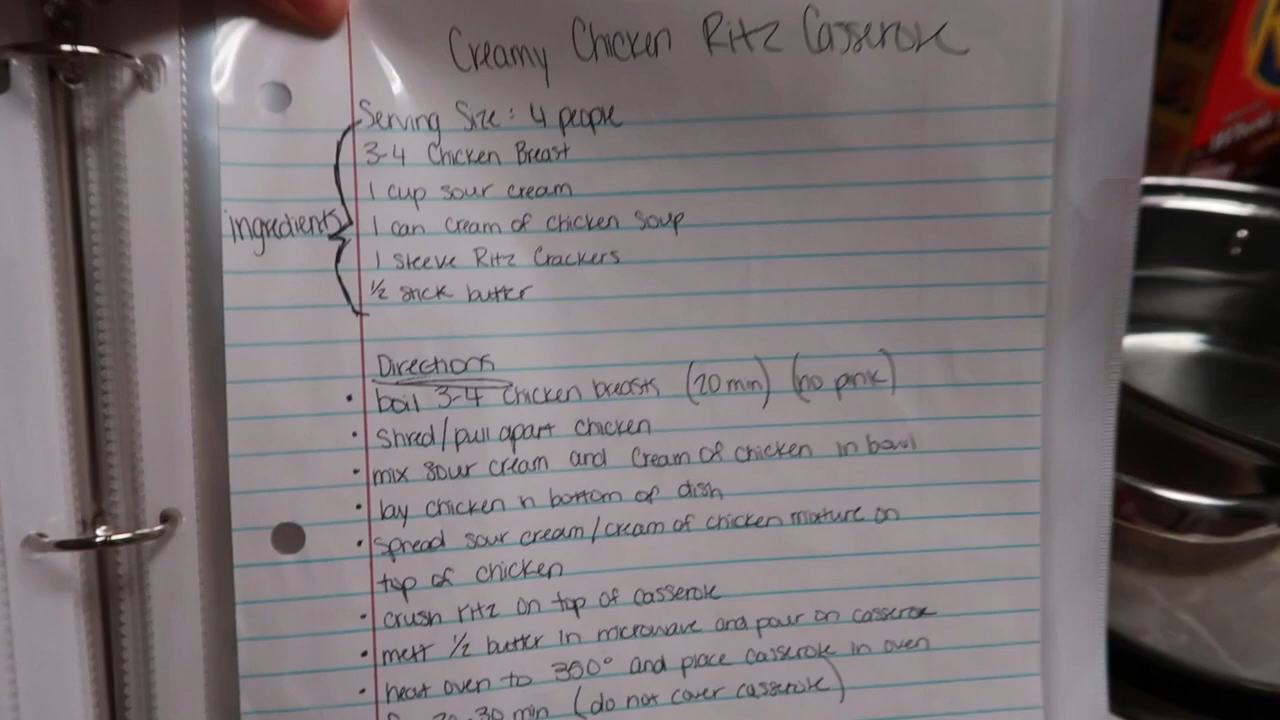 Creamy Chicken Ritz Casserole
Serving Size: 4 people
3-4 Chicken Breast
1 cup sour cream
ingredients
1 can cream of chicken soup
1 sleeve Ritz Crackers
1/2 stick butter
Directions
• boil 3-4 Chicken breasts (20 min) (no pink)
• shred/pull apart chicken
• mix sour cream and cream of chicken in bowl
• lay chicken n bottom of dish
• spread sour cream/cream of chicken mixture on
top of chicken
• crush ritz on top of casserole
• melt 1/2 butter in microwave and pour on casserole
• heat oven to 350° and place casserole in oven
30 min (do not cover casserole)